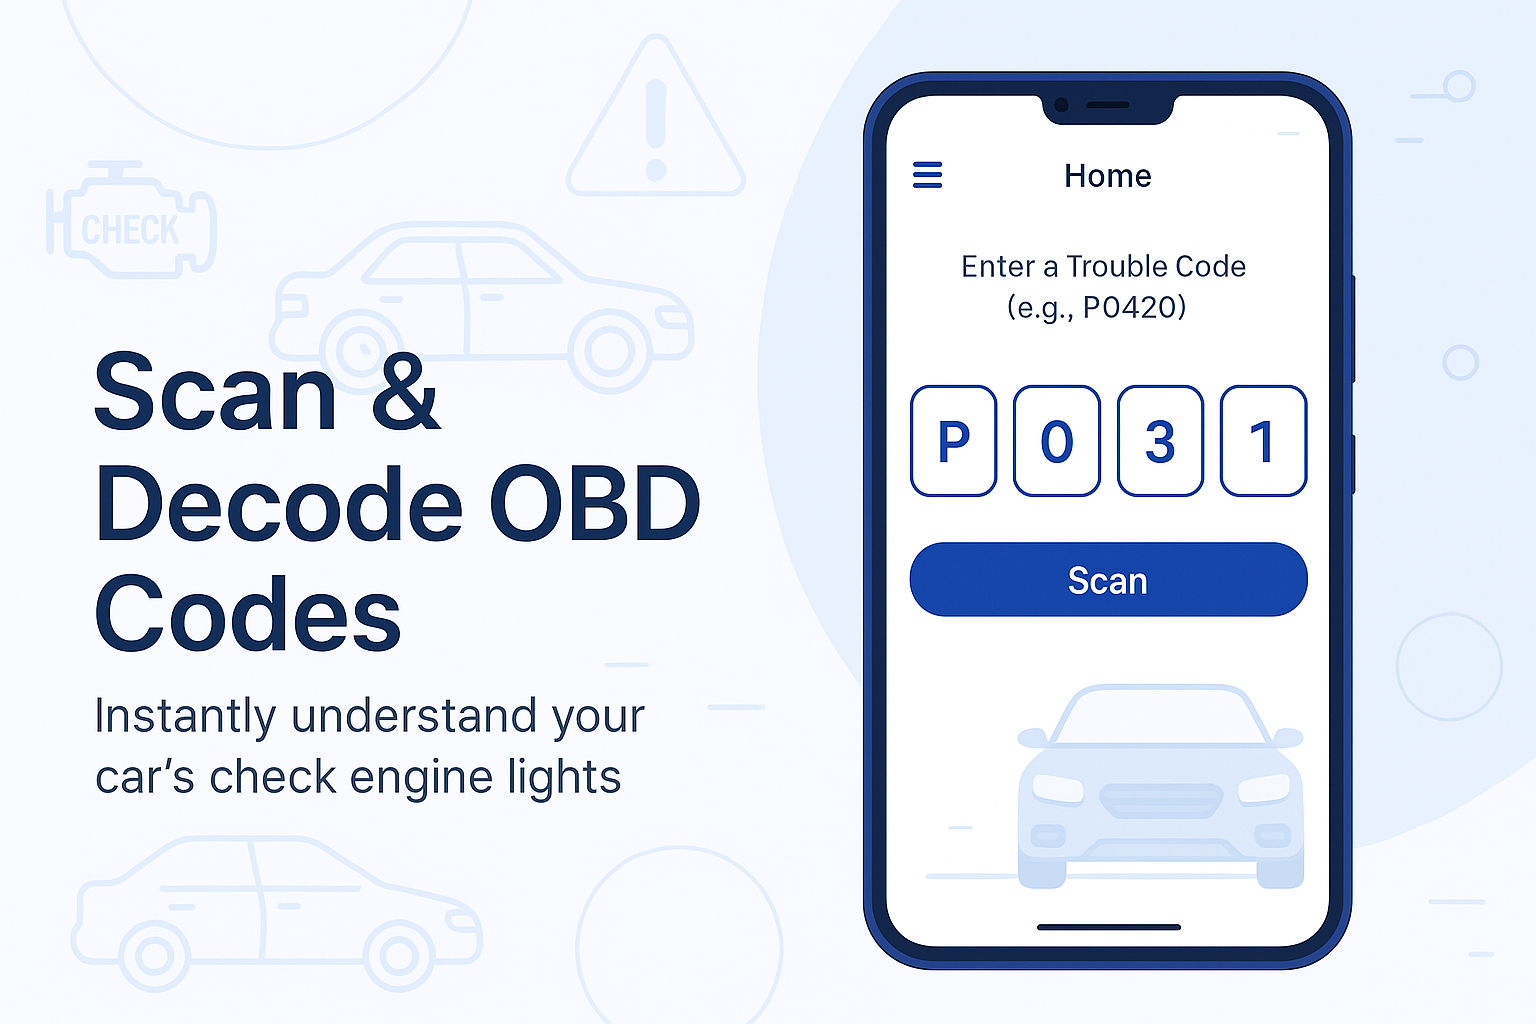 CHECK
Scan &
Decode OBD
Codes
Instantly understand your
car's check engine lights
Home
Enter a Trouble Code
(e.g., P0420)
P 0 3 1
Scan